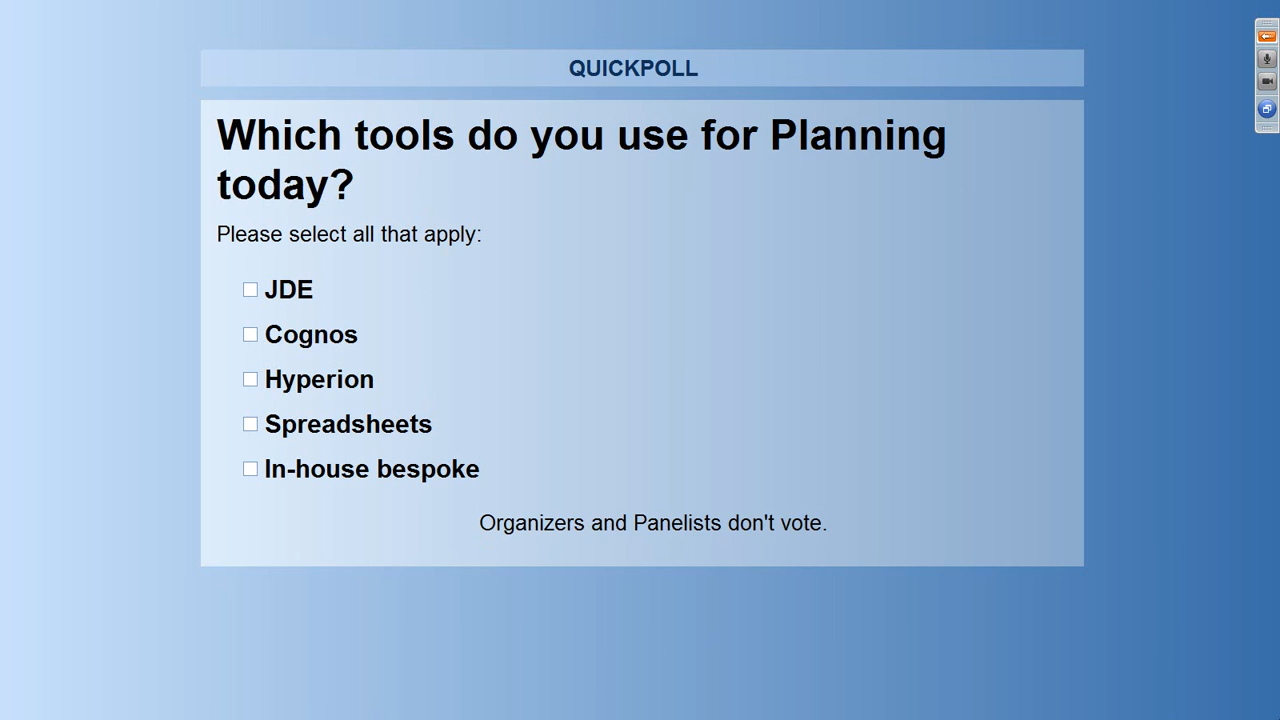 QUICKPOLL
Which tools do you use for Planning
today?
Please select all that apply:
JDE
Cognos
Hyperion
Spreadsheets
In-house bespoke
Organizers and Panelists don't vote.